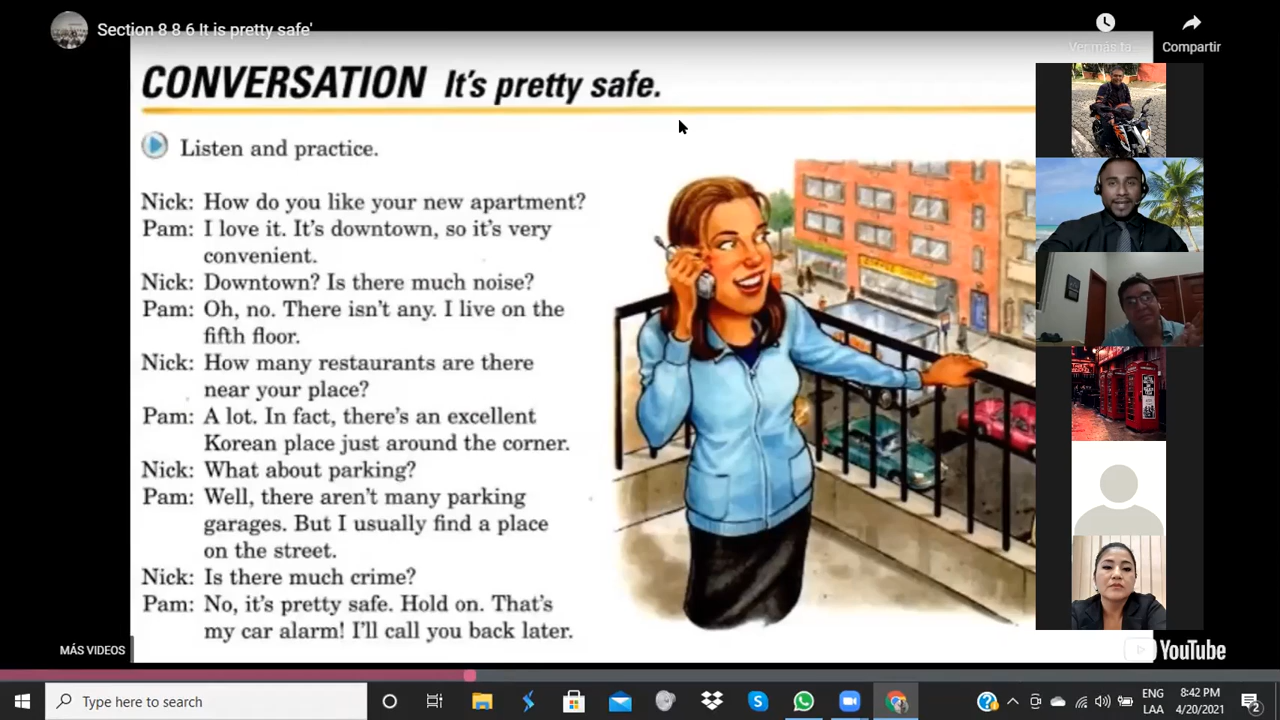 Section 8 8 6 It is pretty safe'
Ver más ta
Compartir
CONVERSATION It's pretty safe.
Listen and practice.
Nick: How do you like your new apartment?
Pam: I love it. It's downtown, so it's very
convenient.
Nick: Downtown? Is there much noise?
Pam: Oh, no. There isn't any. I live on the
fifth floor.
Nick: How many restaurants are there
near your place?
Pam: A lot. In fact, there's an excellent
Korean place just around the corner.
Nick: What about parking?
Pam: Well, there aren't many parking
garages. But I usually find a place
on the street.
Nick: Is there much crime?
Pam: No, it's pretty safe. Hold on. That's
my car alarm! I'll call you back later.
MÁS VIDEOS
YouTube
Type here to search
ENG
LAA
8:42 PM
4/20/2021
2